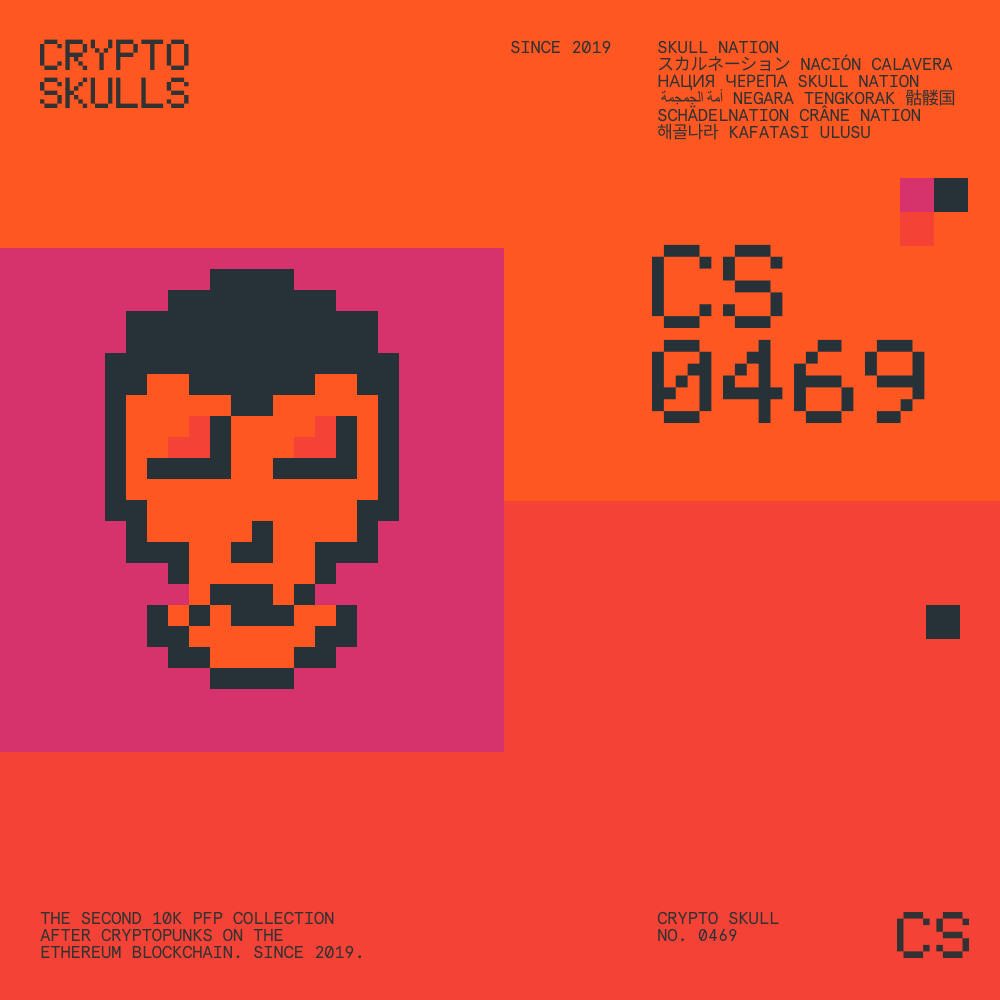 CRYPTO
SKULLS
SINCE 2019
SKULL NATION
スカルネーション NACIÓN CALAVERA
НАЦИЯ ЧЕРЕПА SKULL NATION
أمة الجمجمة NEGARA TENGKORAK 骷髅国
SCHÄDELNATION CRÂNE NATION
해골나라 KAFATASI ULUSU
CS
0469
THE SECOND 10K PFP COLLECTION
AFTER CRYPTOPUNKS ON THE
ETHEREUM BLOCKCHAIN. SINCE 2019.
CRYPTO SKULL
NO. 0469
CS